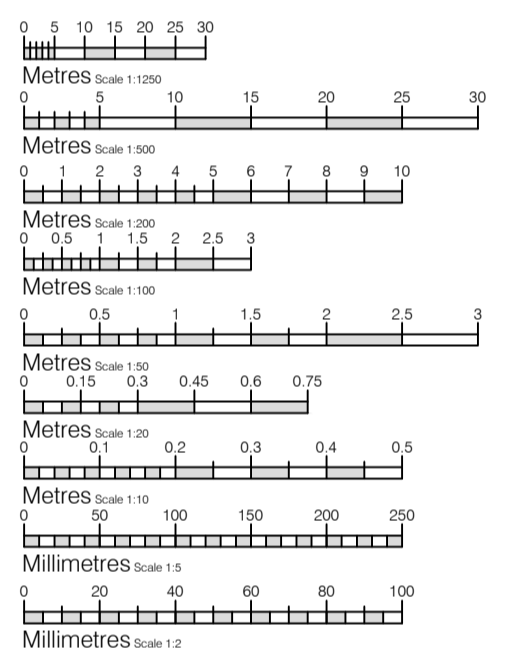 0 5 10 15 20 25 30
Metres Scale 1:1250
0 5 10 15 20 25 30
Metres Scale 1:500
0 1 2 3 4 5 6 7 8 9 10
Metres Scale 1:200
0 0.5 1 1.5 2 2.5 3
Metres Scale 1:100
0 0.5 1 1.5 2 2.5 3
Metres Scale 1:50
0 0.15 0.3 0.45 0.6 0.75
Metres Scale 1:20
0 0.1 0.2 0.3 0.4 0.5
Metres Scale 1:10
0 50 100 150 200 250
Millimetres Scale 1:5
0 20 40 60 80 100
Millimetres Scale 1:2